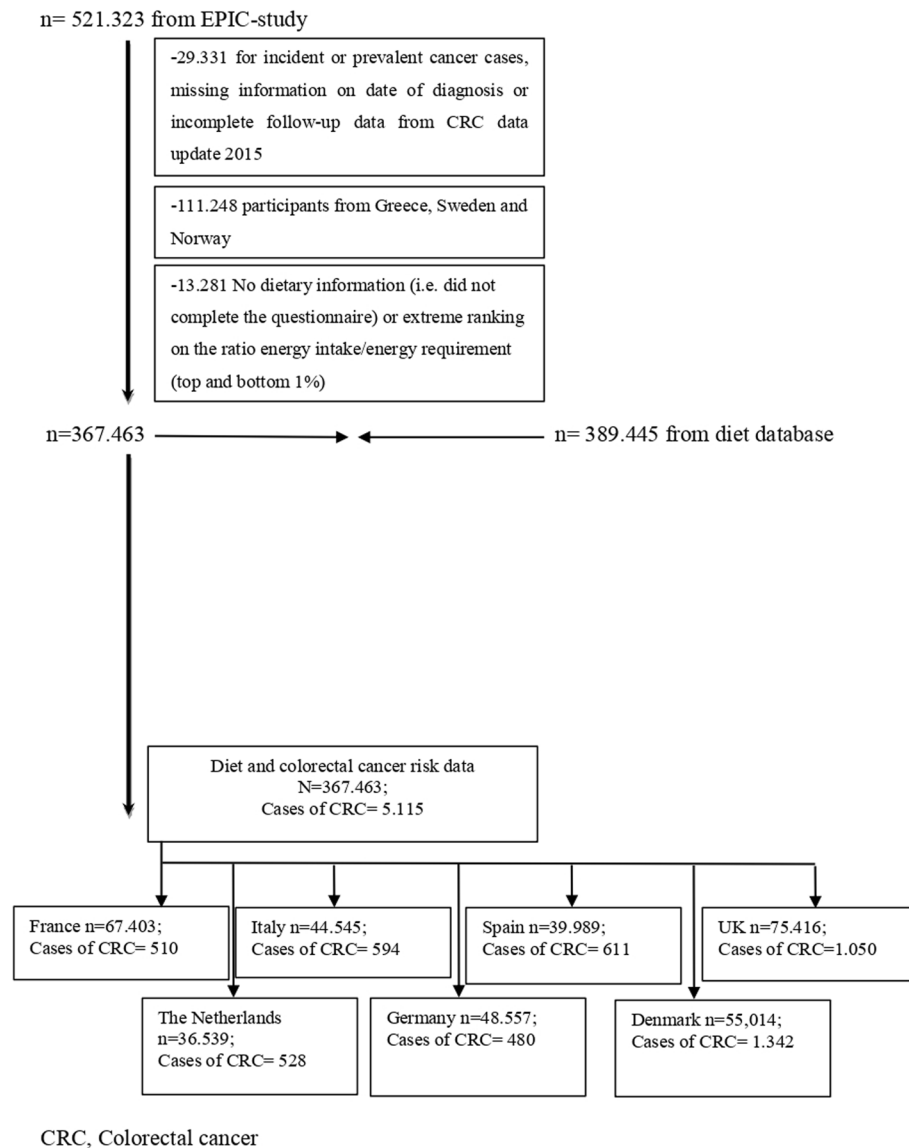 n= 521.323 from EPIC-study
-29.331 for incident or prevalent cancer cases,
missing information on date of diagnosis or
incomplete follow-up data from CRC data
update 2015
-111.248 participants from Greece, Sweden and
Norway
-13.281 No dietary information (i.e. did not
complete the questionnaire) or extreme ranking
on the ratio energy intake/energy requirement
(top and bottom 1%)
n=367.463
n= 389.445 from diet database
Diet and colorectal cancer risk data
N=367.463;
Cases of CRC= 5.115
France n=67.403;
Cases of CRC= 510
Italy n=44.545;
Cases of CRC= 594
Spain n=39.989;
Cases of CRC= 611
UK n=75.416;
Cases of CRC=1.050
The Netherlands
n=36.539;
Cases of CRC= 528
Germany n=48.557;
Cases of CRC= 480
Denmark n=55,014;
Cases of CRC= 1.342
CRC, Colorectal cancer